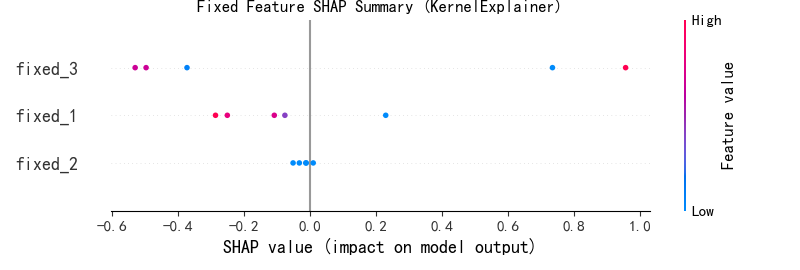 Fixed Feature SHAP Summary (KernelExplainer)
High
fixed_3
fixed_1
fixed_2
Feature value
Low
-0.6 -0.4 -0.2 0.0 0.2 0.4 0.6 0.8 1.0
SHAP value (impact on model output)